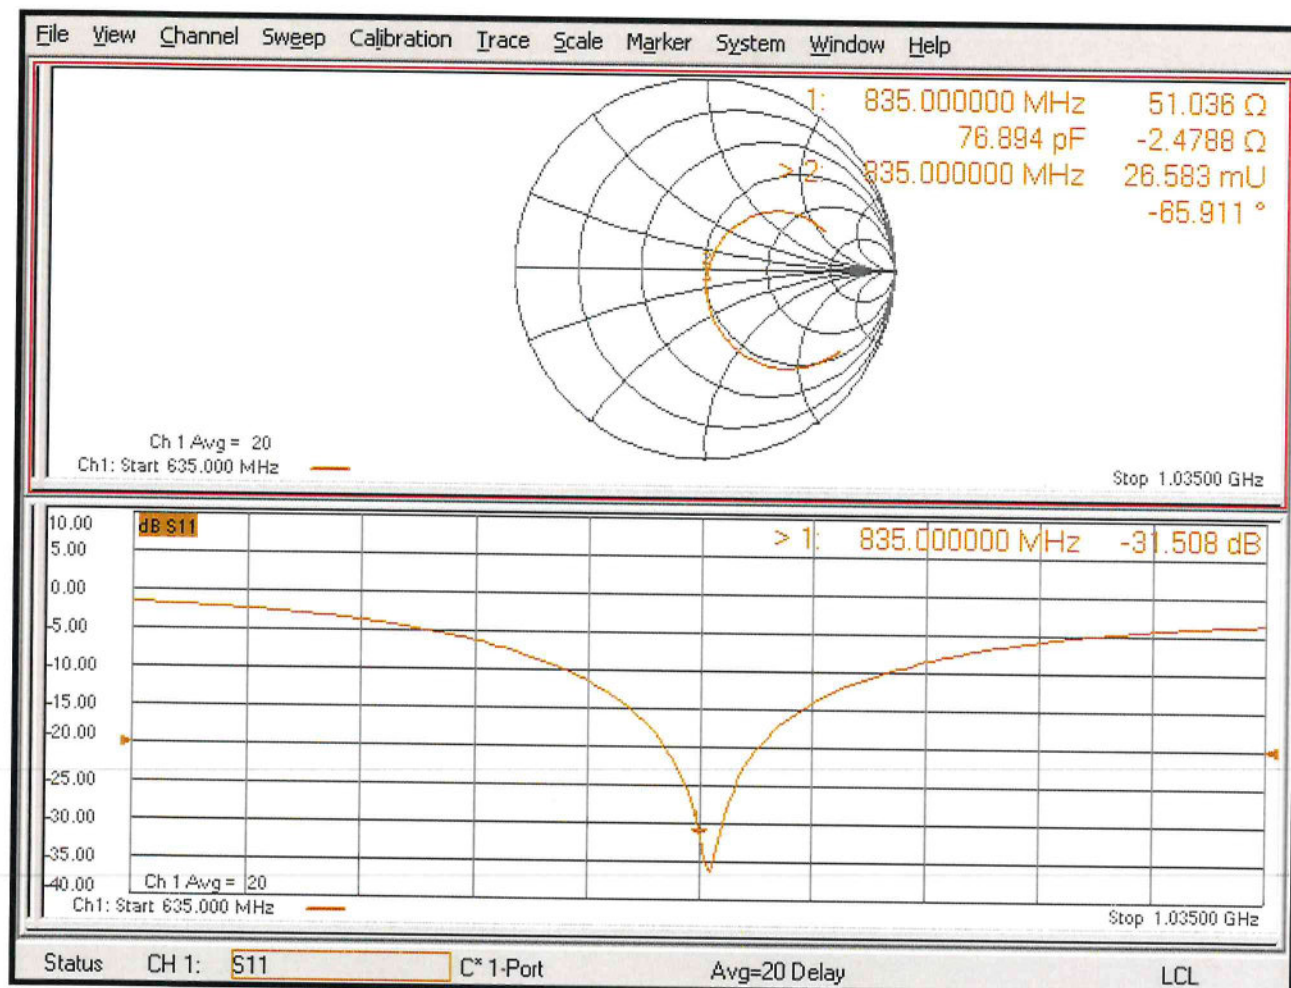 File View Channel Sweep Calibration Trace Scale Marker System Window Help
1: 835.000000 MHz 51.036 Ω
76.894 pF -2.4788 Ω
> 2: 835.000000 MHz 26.583 mU
-65.911 °
Ch 1 Avg = 20
Ch1: Start 635.000 MHz
Stop 1.03500 GHz
10.00
dB S11
> 1: 835.000000 MHz -31.508 dB
5.00
0.00
-5.00
-10.00
-15.00
-20.00
-25.00
-30.00
-35.00
-40.00
Ch 1 Avg = 20
Ch1: Start 635.000 MHz
Stop 1.03500 GHz
Status CH 1: S11 C* 1-Port Avg=20 Delay LCL